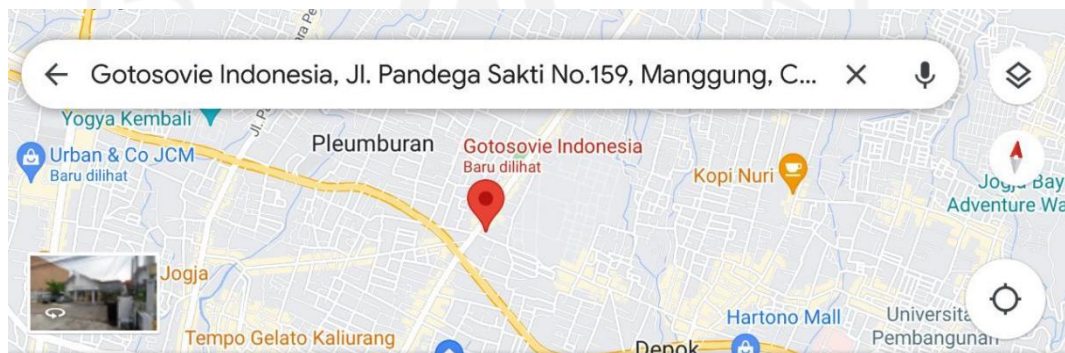 Gotosovie Indonesia, Jl. Pandega Sakti No.159, Manggung, C...
Yogya Kembali
Pleumburan
Gotosovie Indonesia
Baru dilihat
Urban & Co JCM
Baru dilihat
Kopi Nuri
Jogja Bay
Adventure Wa
Jogja
Hartono Mall
Universita
Pembangunan
Tempo Gelato Kaliurang
Depok